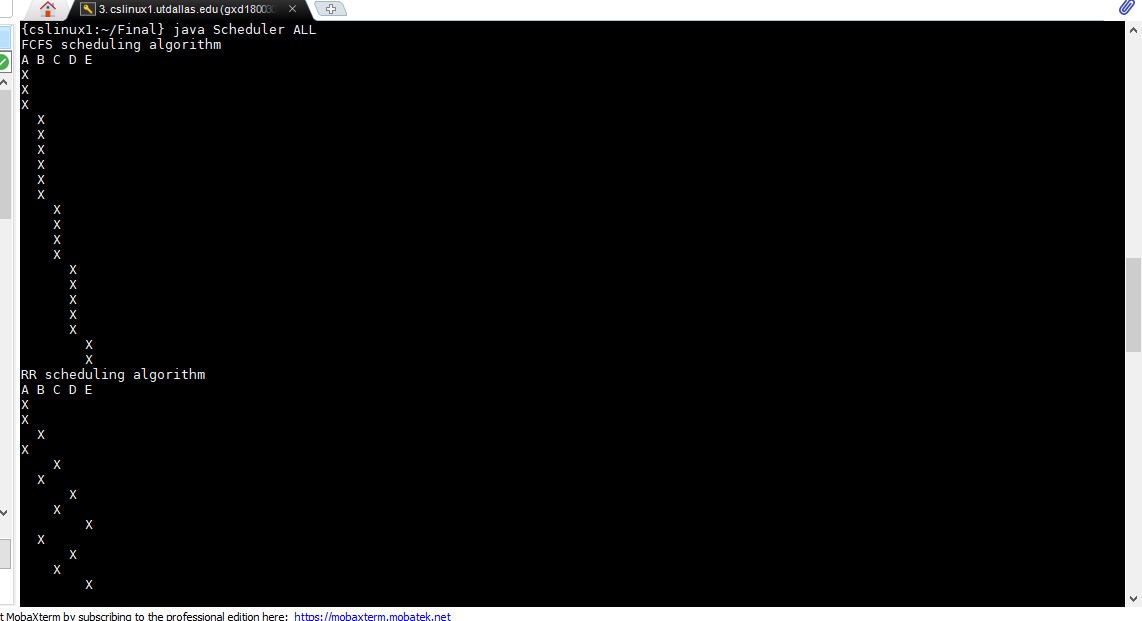 3. cslinux1.utdallas.edu (gxd1800
{cslinux1:~/Final} java Scheduler ALL
FCFS scheduling algorithm
A B C D E
X
X
X
  X
  X
  X
  X
  X
  X
    X
    X
    X
    X
      X
      X
      X
      X
      X
        X
        X
RR scheduling algorithm
A B C D E
X
X
  X
X
    X
  X
      X
    X
        X
  X
      X
    X
        X
t MobaXterm by subscribing to the professional edition here: https://mobaxterm.mobatek.net